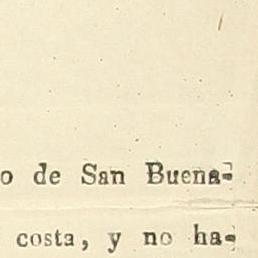 o de San Buena-
costa, y no ha-